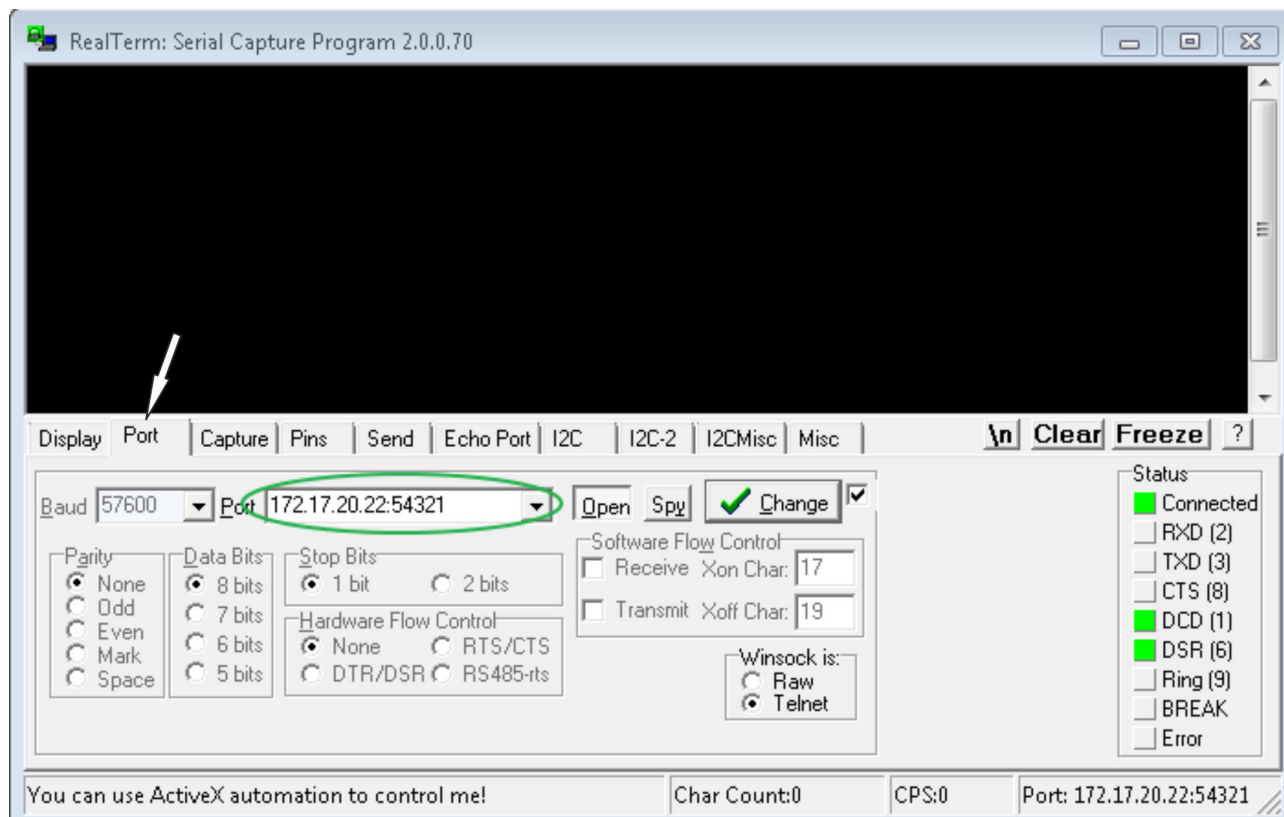 RealTerm: Serial Capture Program 2.0.0.70
Display Port Capture Pins Send Echo Port I2C I2C-2 I2CMisc Misc \n Clear Freeze ?
Baud 57600 Port 172.17.20.22:54321 Open Spy Change
Parity
None
Odd
Even
Mark
Space
Data Bits
8 bits
7 bits
6 bits
5 bits
Stop Bits
1 bit 2 bits
Hardware Flow Control
None RTS/CTS
DTR/DSR RS485-rts
Software Flow Control
Receive Xon Char: 17
Transmit Xoff Char: 19
Winsock is:
Raw
Telnet
Status
Connected
RXD (2)
TXD (3)
CTS (8)
DCD (1)
DSR (6)
Ring (9)
BREAK
Error
You can use ActiveX automation to control me! Char Count:0 CPS:0 Port: 172.17.20.22:54321